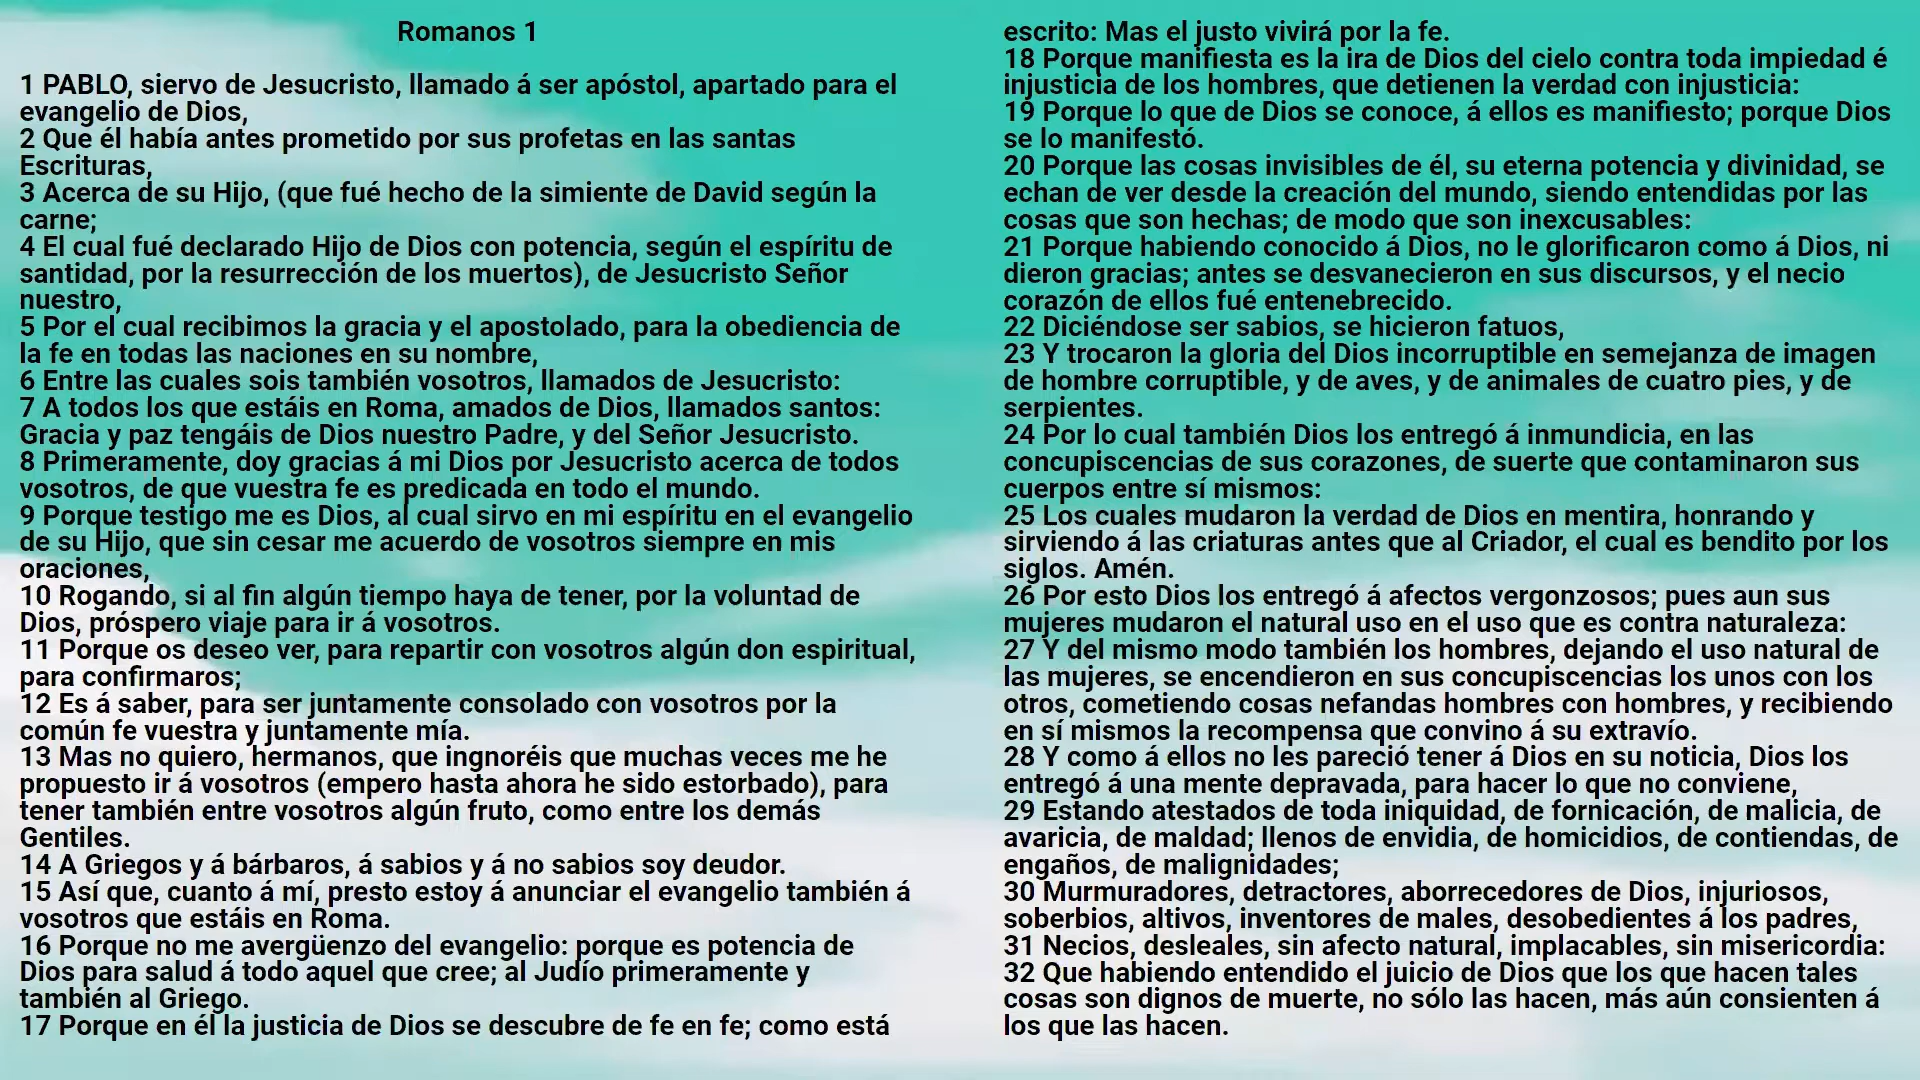 Romanos 1
1 PABLO, siervo de Jesucristo, llamado á ser apóstol, apartado para el
evangelio de Dios,
2 Que él había antes prometido por sus profetas en las santas
Escrituras,
3 Acerca de su Hijo, (que fué hecho de la simiente de David según la
carne;
4 El cual fué declarado Hijo de Dios con potencia, según el espíritu de
santidad, por la resurrección de los muertos), de Jesucristo Señor
nuestro,
5 Por el cual recibimos la gracia y el apostolado, para la obediencia de
la fe en todas las naciones en su nombre,
6 Entre las cuales sois también vosotros, llamados de Jesucristo:
7 A todos los que estáis en Roma, amados de Dios, llamados santos:
Gracia y paz tengáis de Dios nuestro Padre, y del Señor Jesucristo.
8 Primeramente, doy gracias á mi Dios por Jesucristo acerca de todos
vosotros, de que vuestra fe es predicada en todo el mundo.
9 Porque testigo me es Dios, al cual sirvo en mi espíritu en el evangelio
de su Hijo, que sin cesar me acuerdo de vosotros siempre en mis
oraciones,
10 Rogando, si al fin algún tiempo haya de tener, por la voluntad de
Dios, próspero viaje para ir á vosotros.
11 Porque os deseo ver, para repartir con vosotros algún don espiritual,
para confirmaros;
12 Es á saber, para ser juntamente consolado con vosotros por la
común fe vuestra y juntamente mía.
13 Mas no quiero, hermanos, que ingnoréis que muchas veces me he
propuesto ir á vosotros (empero hasta ahora he sido estorbado), para
tener también entre vosotros algún fruto, como entre los demás
Gentiles.
14 A Griegos y á bárbaros, á sabios y á no sabios soy deudor.
15 Así que, cuanto á mí, presto estoy á anunciar el evangelio también á
vosotros que estáis en Roma.
16 Porque no me avergüenzo del evangelio: porque es potencia de
Dios para salud á todo aquel que cree; al Judío primeramente y
también al Griego.
17 Porque en él la justicia de Dios se descubre de fe en fe; como está
escrito: Mas el justo vivirá por la fe.
18 Porque manifiesta es la ira de Dios del cielo contra toda impiedad é
injusticia de los hombres, que detienen la verdad con injusticia:
19 Porque lo que de Dios se conoce, á ellos es manifiesto; porque Dios
se lo manifestó.
20 Porque las cosas invisibles de él, su eterna potencia y divinidad, se
echan de ver desde la creación del mundo, siendo entendidas por las
cosas que son hechas; de modo que son inexcusables:
21 Porque habiendo conocido á Dios, no le glorificaron como á Dios, ni
dieron gracias; antes se desvanecieron en sus discursos, y el necio
corazón de ellos fué entenebrecido.
22 Diciéndose ser sabios, se hicieron fatuos,
23 Y trocaron la gloria del Dios incorruptible en semejanza de imagen
de hombre corruptible, y de aves, y de animales de cuatro pies, y de
serpientes.
24 Por lo cual también Dios los entregó á inmundicia, en las
concupiscencias de sus corazones, de suerte que contaminaron sus
cuerpos entre sí mismos:
25 Los cuales mudaron la verdad de Dios en mentira, honrando y
sirviendo á las criaturas antes que al Criador, el cual es bendito por los
siglos. Amén.
26 Por esto Dios los entregó á afectos vergonzosos; pues aun sus
mujeres mudaron el natural uso en el uso que es contra naturaleza:
27 Y del mismo modo también los hombres, dejando el uso natural de
las mujeres, se encendieron en sus concupiscencias los unos con los
otros, cometiendo cosas nefandas hombres con hombres, y recibiendo
en sí mismos la recompensa que convino á su extravío.
28 Y como á ellos no les pareció tener á Dios en su noticia, Dios los
entregó á una mente depravada, para hacer lo que no conviene,
29 Estando atestados de toda iniquidad, de fornicación, de malicia, de
avaricia, de maldad; llenos de envidia, de homicidios, de contiendas, de
engaños, de malignidades;
30 Murmuradores, detractores, aborrecedores de Dios, injuriosos,
soberbios, altivos, inventores de males, desobedientes á los padres,
31 Necios, desleales, sin afecto natural, implacables, sin misericordia:
32 Que habiendo entendido el juicio de Dios que los que hacen tales
cosas son dignos de muerte, no sólo las hacen, más aún consienten á
los que las hacen.